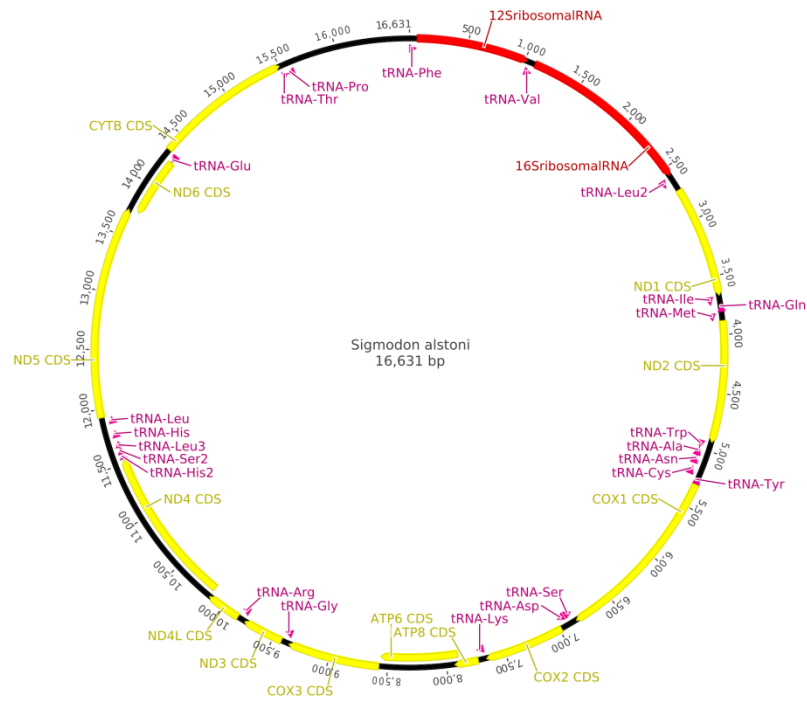 12SribosomalRNA
16,631
500
1,000
1,500
2,000
2,500
3,000
3,500
4,000
4,500
5,000
5,500
6,000
6,500
7,000
7,500
8,000
8,500
9,000
9,500
10,000
10,500
11,000
11,500
12,000
12,500
13,000
13,500
14,000
14,500
15,000
15,500
16,000
tRNA-Phe
tRNA-Val
16SribosomalRNA
tRNA-Leu2
ND1 CDS
tRNA-Ile
tRNA-Gln
tRNA-Met
ND2 CDS
tRNA-Trp
tRNA-Ala
tRNA-Asn
tRNA-Cys
tRNA-Tyr
COX1 CDS
tRNA-Ser
tRNA-Asp
COX2 CDS
tRNA-Lys
ATP8 CDS
ATP6 CDS
COX3 CDS
tRNA-Gly
ND3 CDS
tRNA-Arg
ND4L CDS
ND4 CDS
tRNA-His2
tRNA-Ser2
tRNA-Leu3
tRNA-His
tRNA-Leu
ND5 CDS
ND6 CDS
tRNA-Glu
CYTB CDS
tRNA-Thr
tRNA-Pro
Sigmodon alstoni
16,631 bp